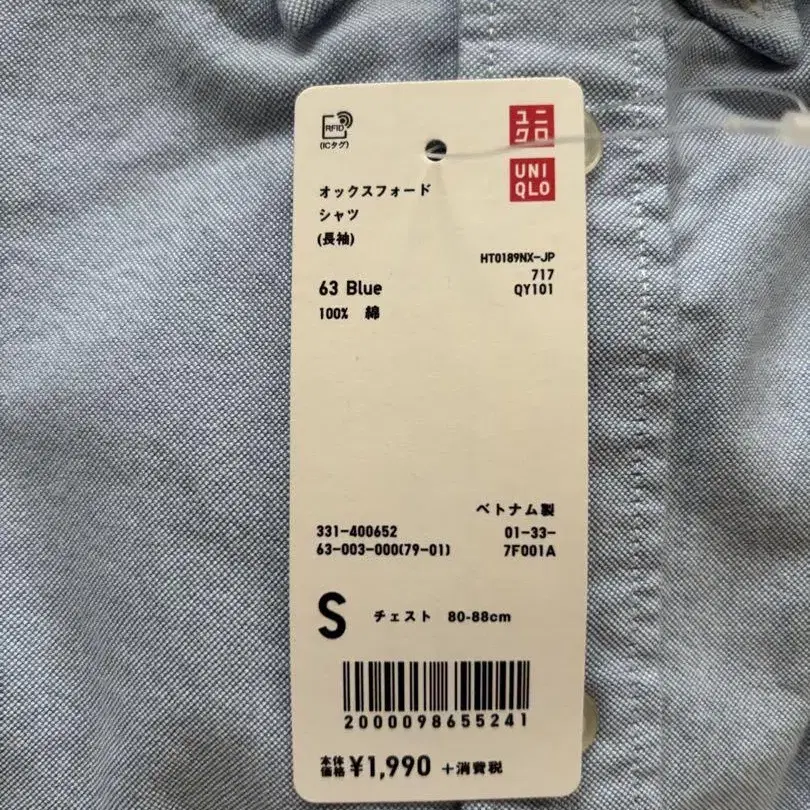 RFID
(ICタグ)
ユニ
クロ
UNI
QLO
オックスフォード
シャツ
(長袖)
HT0189NX-JP
717
63 Blue
QY101
100% 綿
ベトナム製
331-400652
01-33-
63-003-000(79-01)
7F001A
S チェスト 80-88cm
2000098655241
本体価格 ¥1,990 +消費税